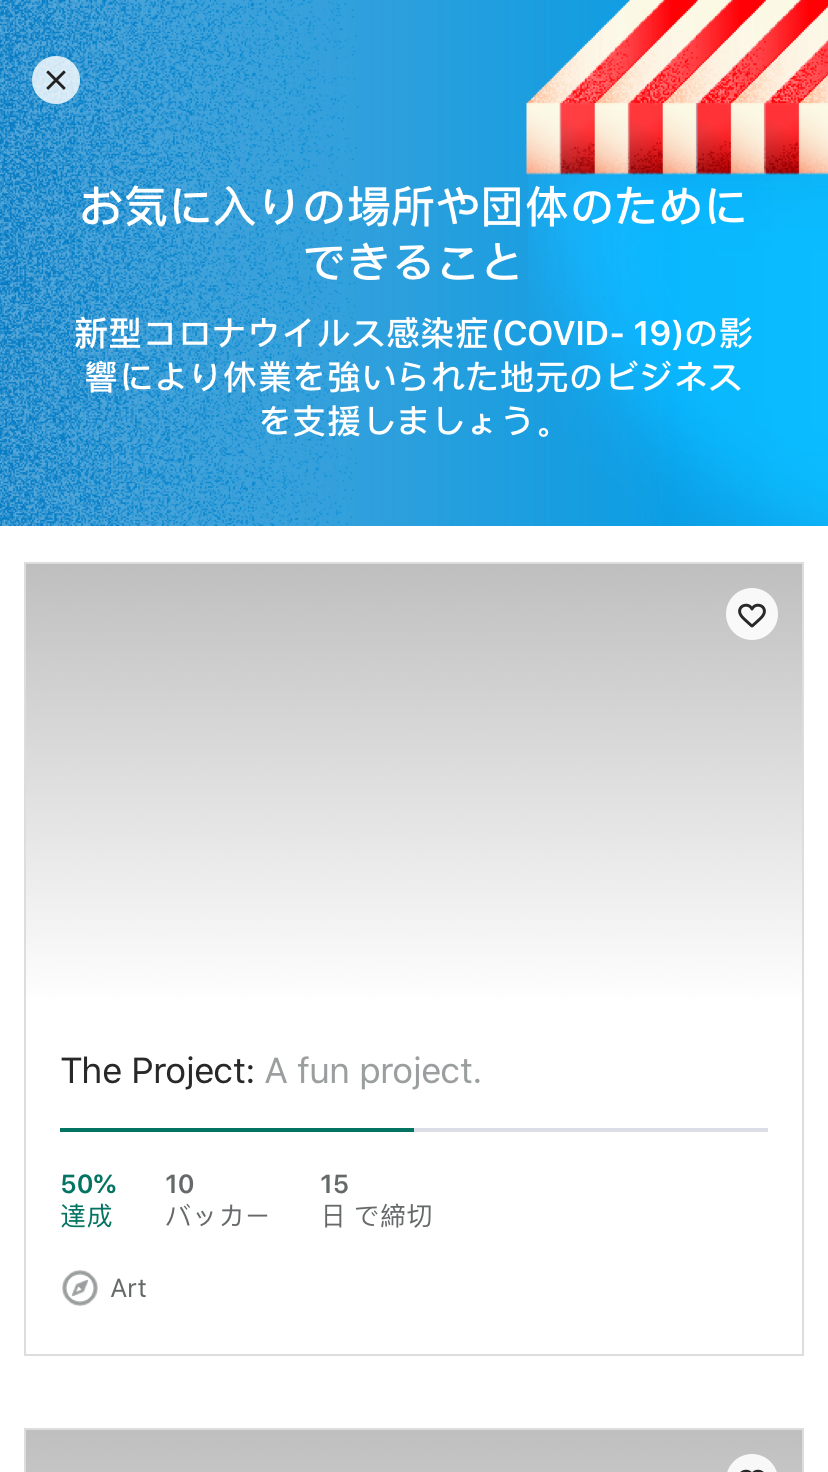 お気に入りの場所や団体のために
できること
新型コロナウイルス感染症(COVID- 19)の影
響により休業を強いられた地元のビジネス
を支援しましょう。
The Project: A fun project.
50% 10 15
達成 バッカー 日 で締切
Art